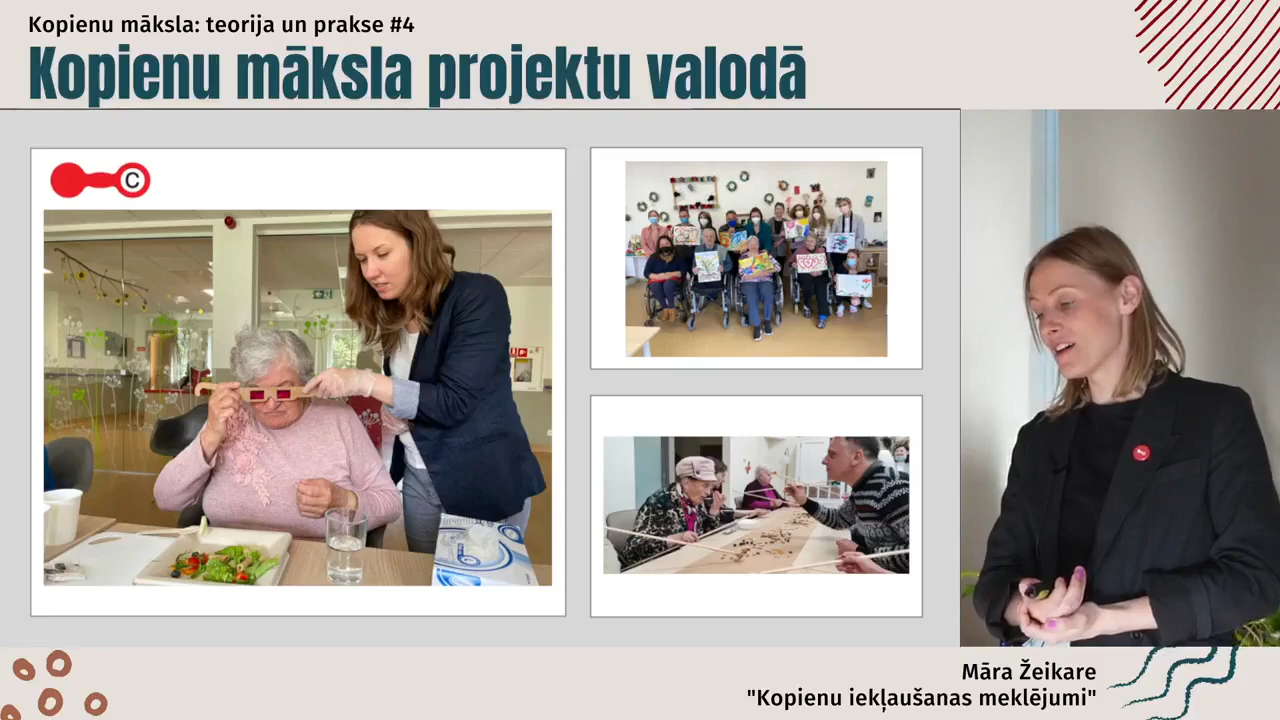 Kopienu māksla: teorija un prakse #4
Kopienu māksla projektu valodā
C
Māra Žeikare
"Kopienu iekļaušanas meklējumi"